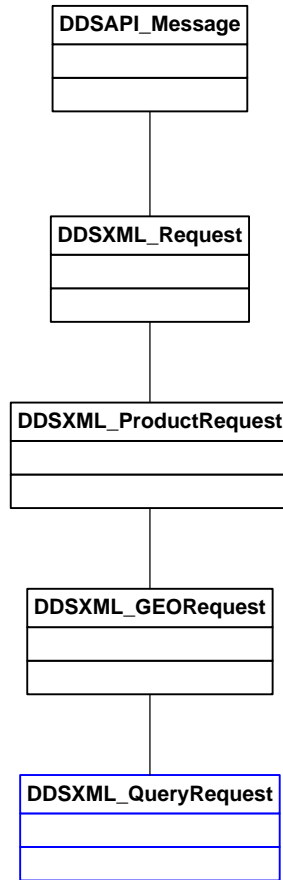 DDSAPI_Message
DDSXML_Request
DDSXML_ProductRequest
DDSXML_GEORequest
DDSXML_QueryRequest